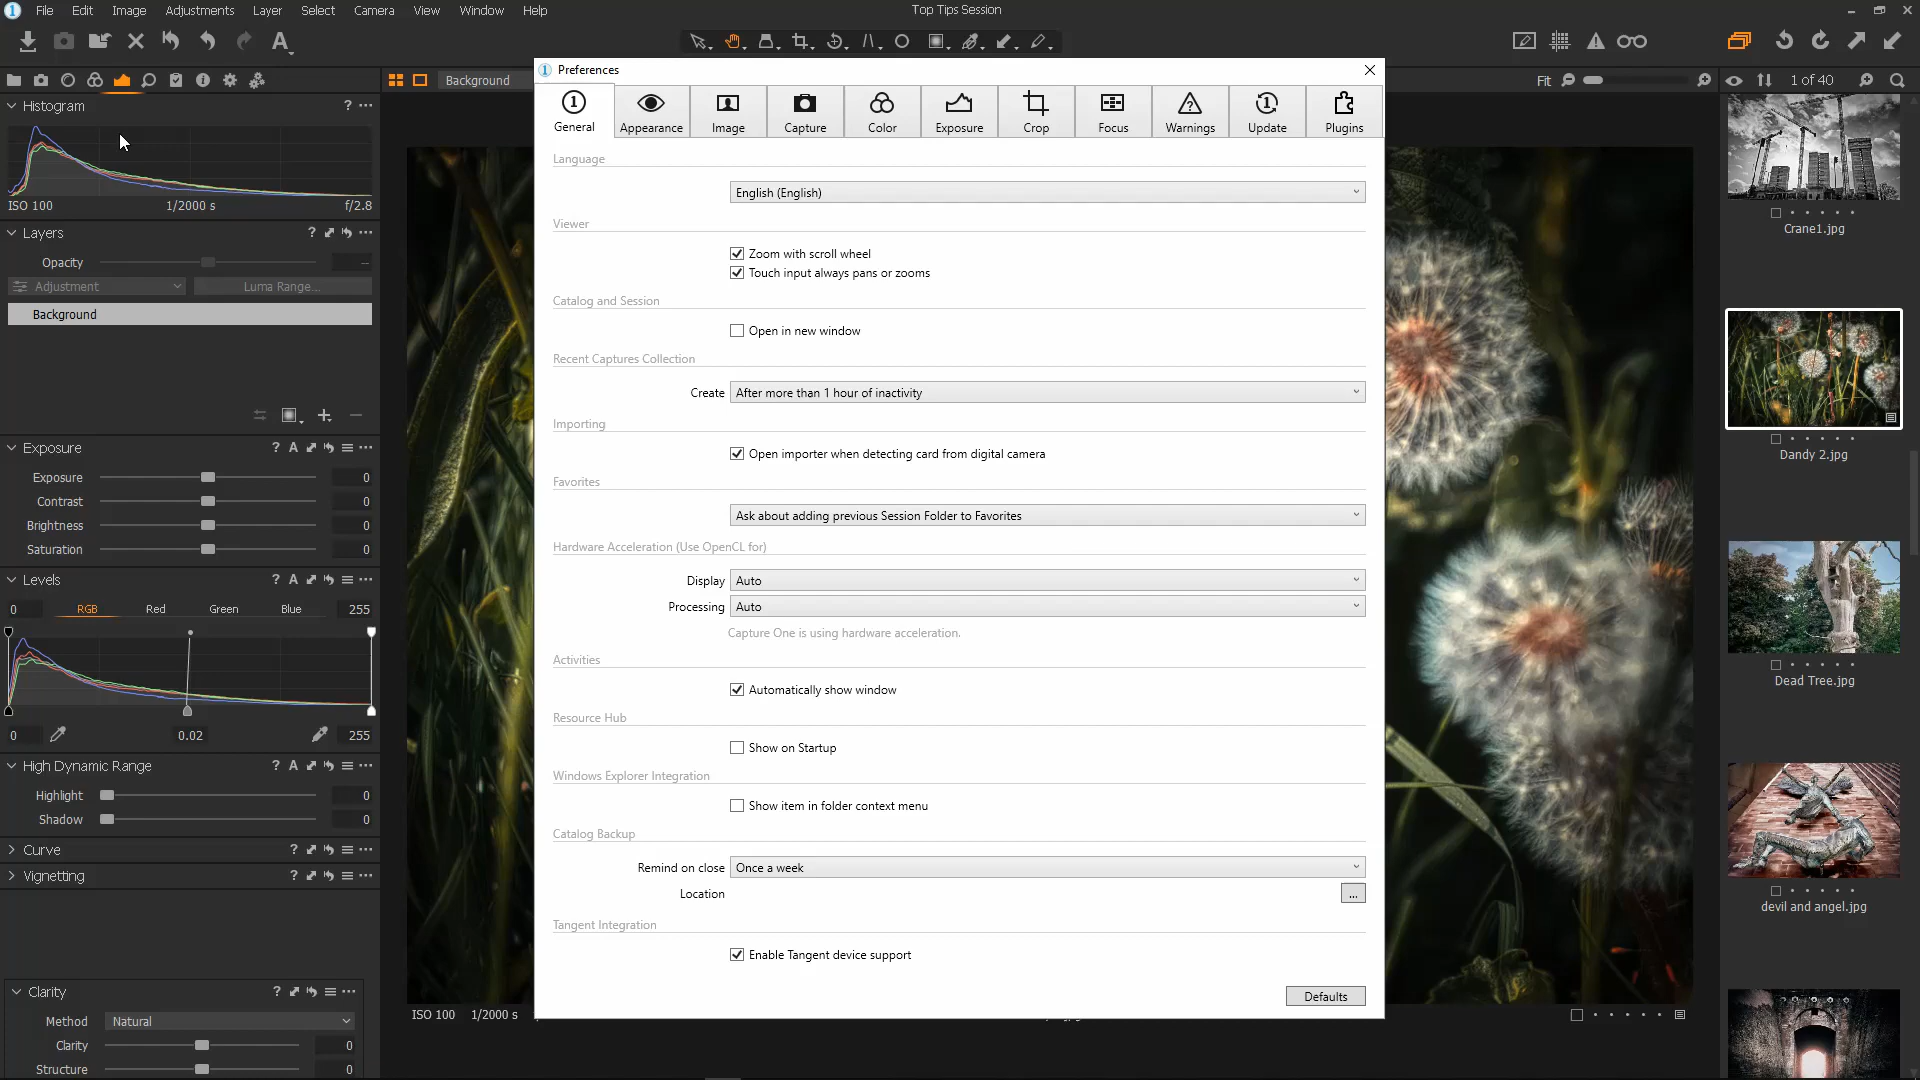 File Edit Image Adjustments Layer Select Camera View Window Help
Top Tips Session
Background
Fit
1 of 40
Histogram
ISO 100 1/2000 s f/2.8
Layers
Opacity
Adjustment Luma Range...
Background
Exposure
Exposure 0
Contrast 0
Brightness 0
Saturation 0
Levels
0 RGB Red Green Blue 255
0 0.02 255
High Dynamic Range
Highlight 0
Shadow 0
Curve
Vignetting
Clarity
Method Natural
Clarity 0
Structure 0
Preferences
General Appearance Image Capture Color Exposure Crop Focus Warnings Update Plugins
Language
English (English)
Viewer
Zoom with scroll wheel
Touch input always pans or zooms
Catalog and Session
Open in new window
Recent Captures Collection
Create After more than 1 hour of inactivity
Importing
Open importer when detecting card from digital camera
Favorites
Ask about adding previous Session Folder to Favorites
Hardware Acceleration (Use OpenCL for)
Display Auto
Processing Auto
Capture One is using hardware acceleration.
Activities
Automatically show window
Resource Hub
Show on Startup
Windows Explorer Integration
Show item in folder context menu
Catalog Backup
Remind on close Once a week
Location ...
Tangent Integration
Enable Tangent device support
Defaults
ISO 100 1/2000 s
Crane1.jpg
Dandy 2.jpg
Dead Tree.jpg
devil and angel.jpg